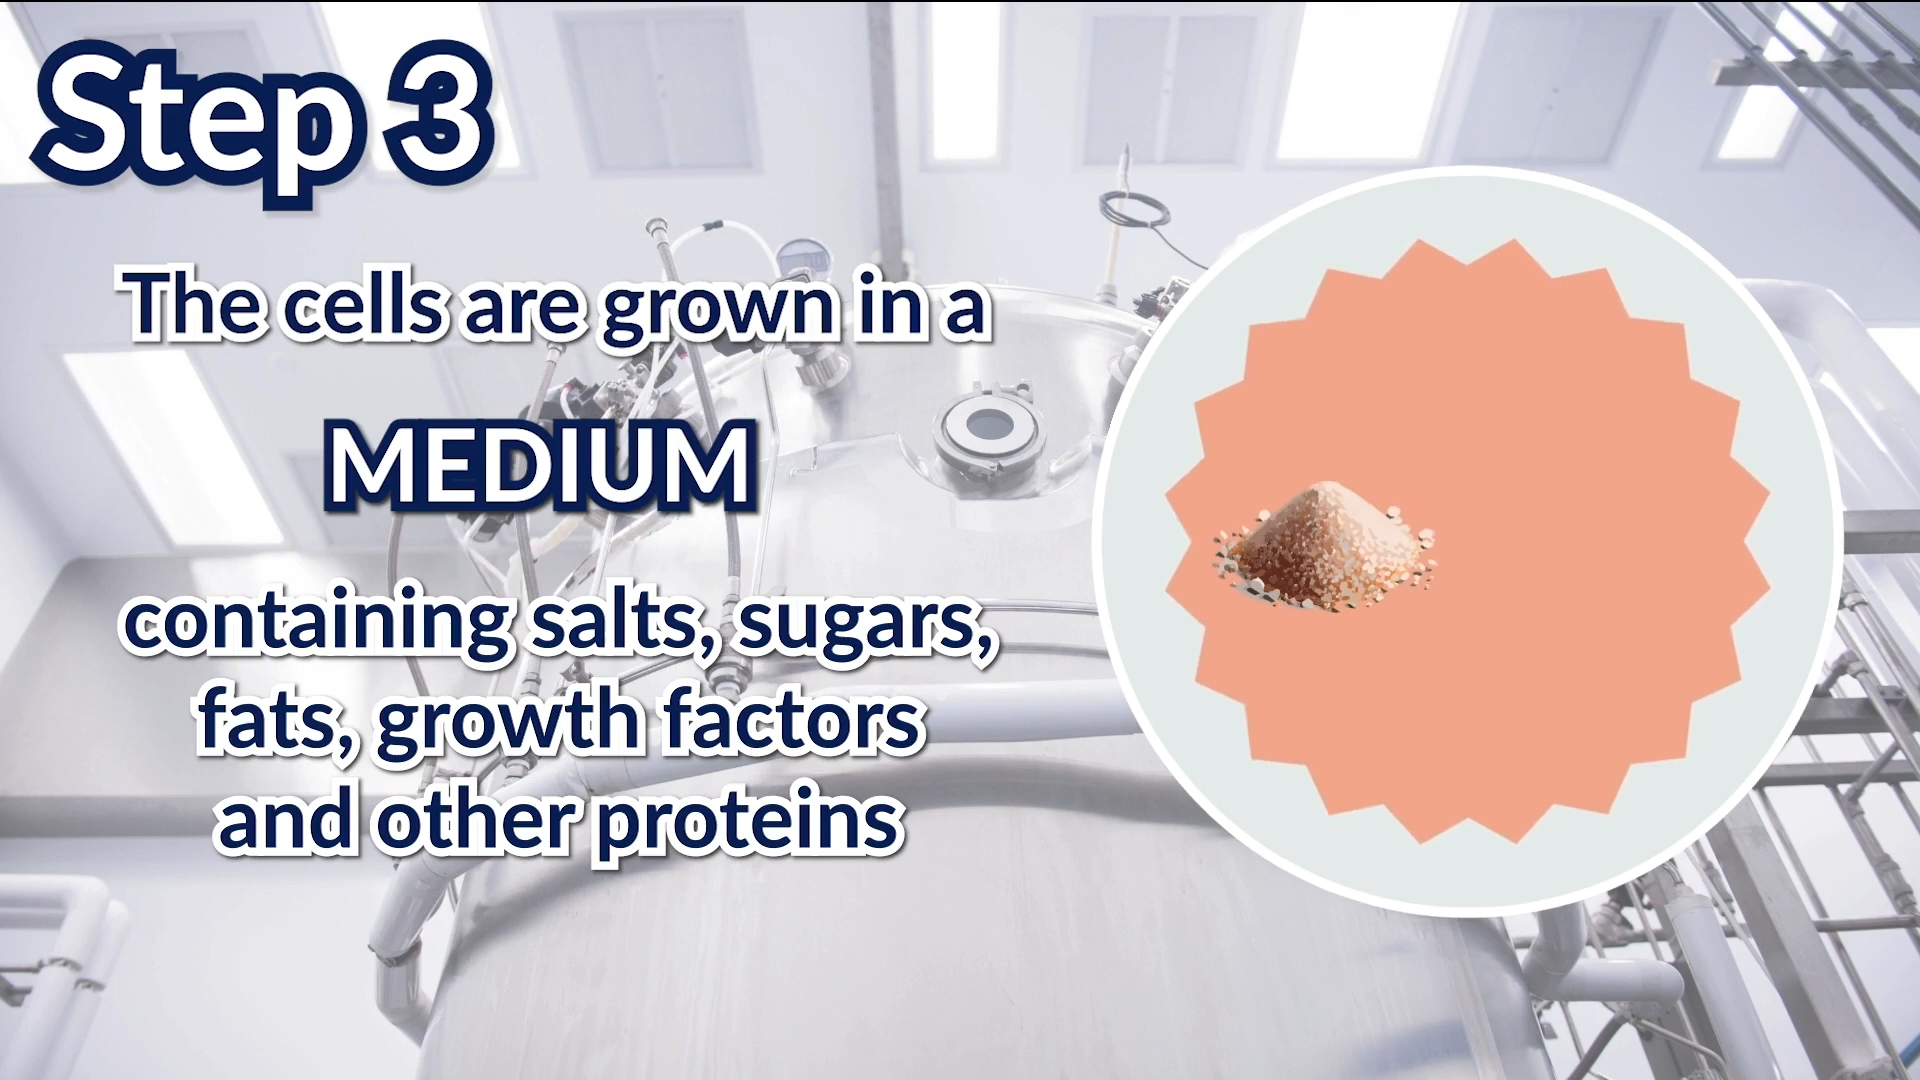 Step 3
The cells are grown in a
MEDIUM
containing salts, sugars,
fats, growth factors
and other proteins